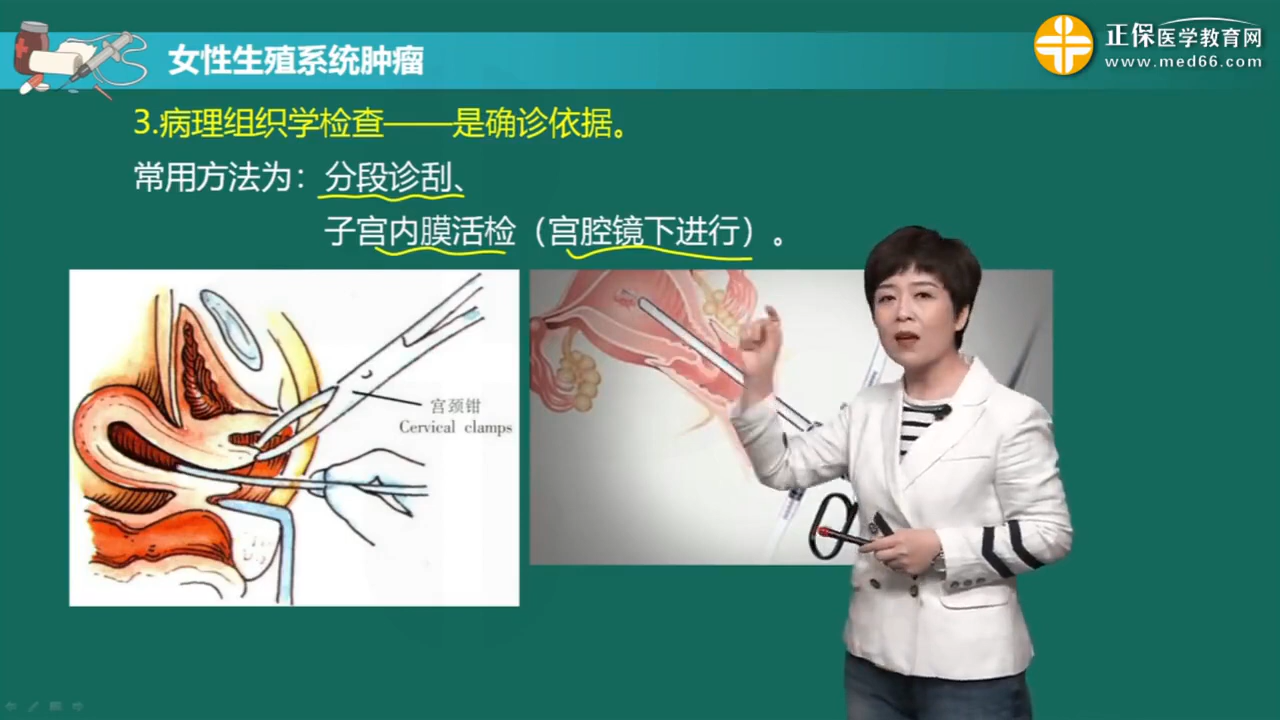 女性生殖系统肿瘤
正保医学教育网
www.med66.com
3.病理组织学检查——是确诊依据。
常用方法为：分段诊刮、
子宫内膜活检（宫腔镜下进行）。
宫颈钳
Cervical clamps